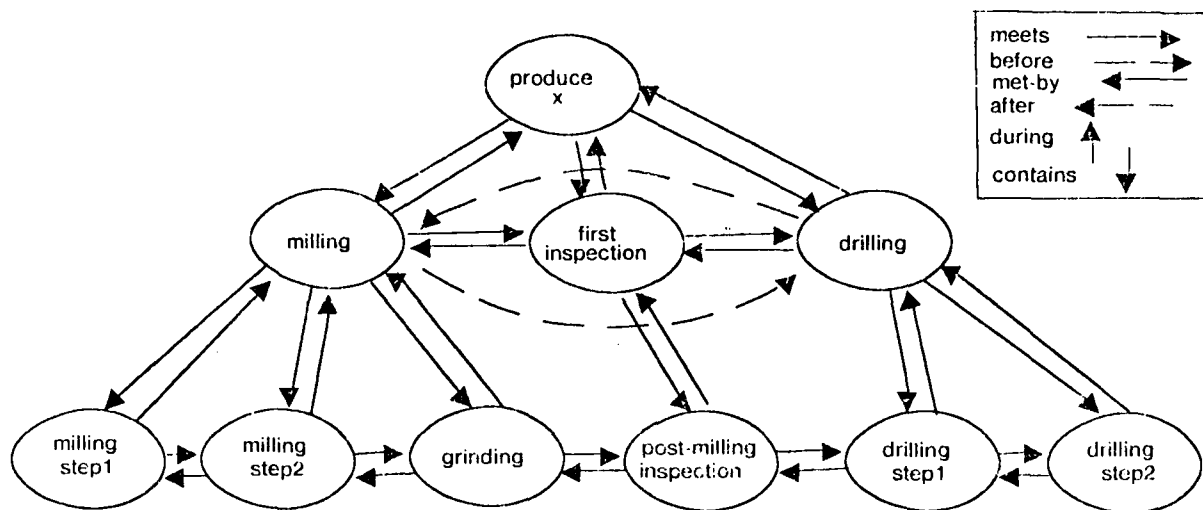 meets
before
met-by
after
during
contains
produce
x
milling
first
inspection
drilling
milling
step1
milling
step2
grinding
post-milling
inspection
drilling
step1
drilling
step2